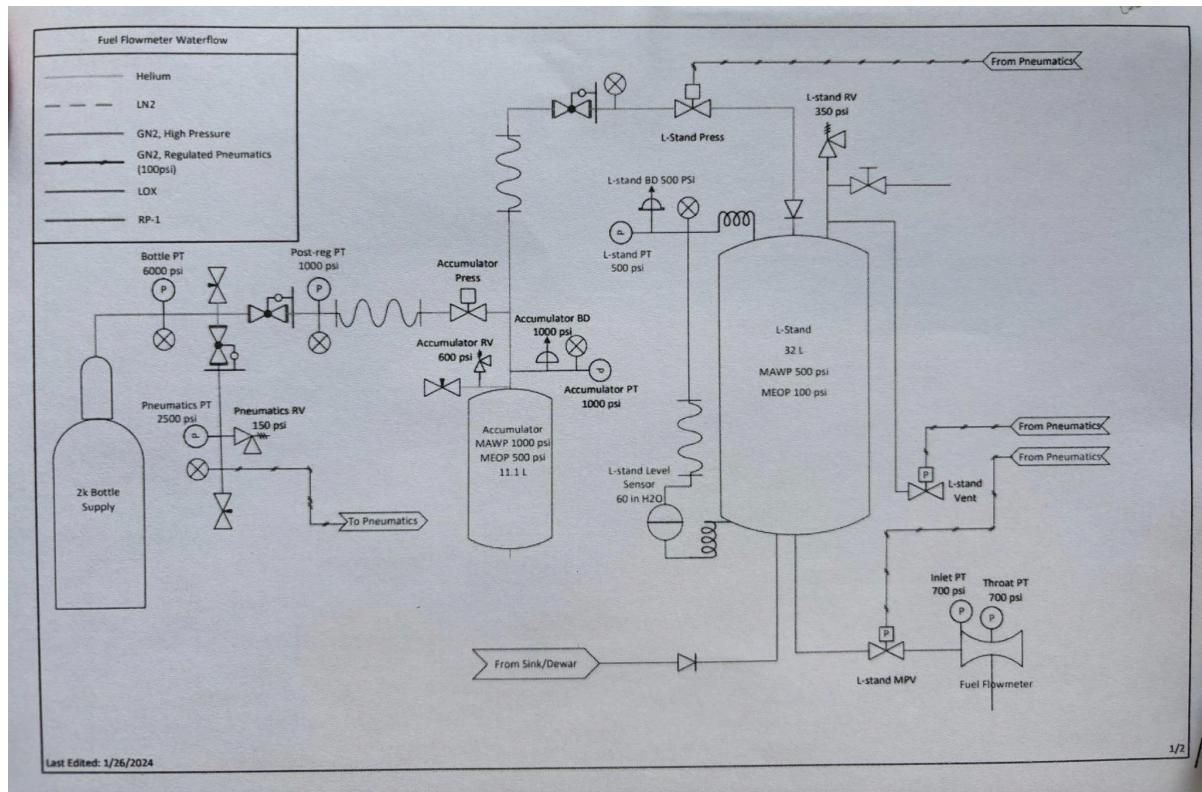 Fuel Flowmeter Waterflow
Helium
LN2
GN2, High Pressure
GN2, Regulated Pneumatics
(100psi)
LOX
RP-1
From Pneumatics
L-stand RV
350 psi
L-Stand Press
L-stand BD 500 PSI
P
L-stand PT
500 psi
Bottle PT
6000 psi
P
Post-reg PT
1000 psi
P
Accumulator
Press
Accumulator BD
1000 psi
Accumulator RV
600 psi
P
Accumulator PT
1000 psi
L-Stand
32 L
MAWP 500 psi
MEOP 100 psi
Pneumatics PT
2500 psi
P
Pneumatics RV
150 psi
Accumulator
MAWP 1000 psi
MEOP 500 psi
11.1 L
From Pneumatics
From Pneumatics
P
L-stand
Vent
L-stand Level
Sensor
60 in H2O
2k Bottle
Supply
To Pneumatics
Inlet PT
700 psi
P
Throat PT
700 psi
P
P
From Sink/Dewar
L-stand MPV
Fuel Flowmeter
Last Edited: 1/26/2024
1/2